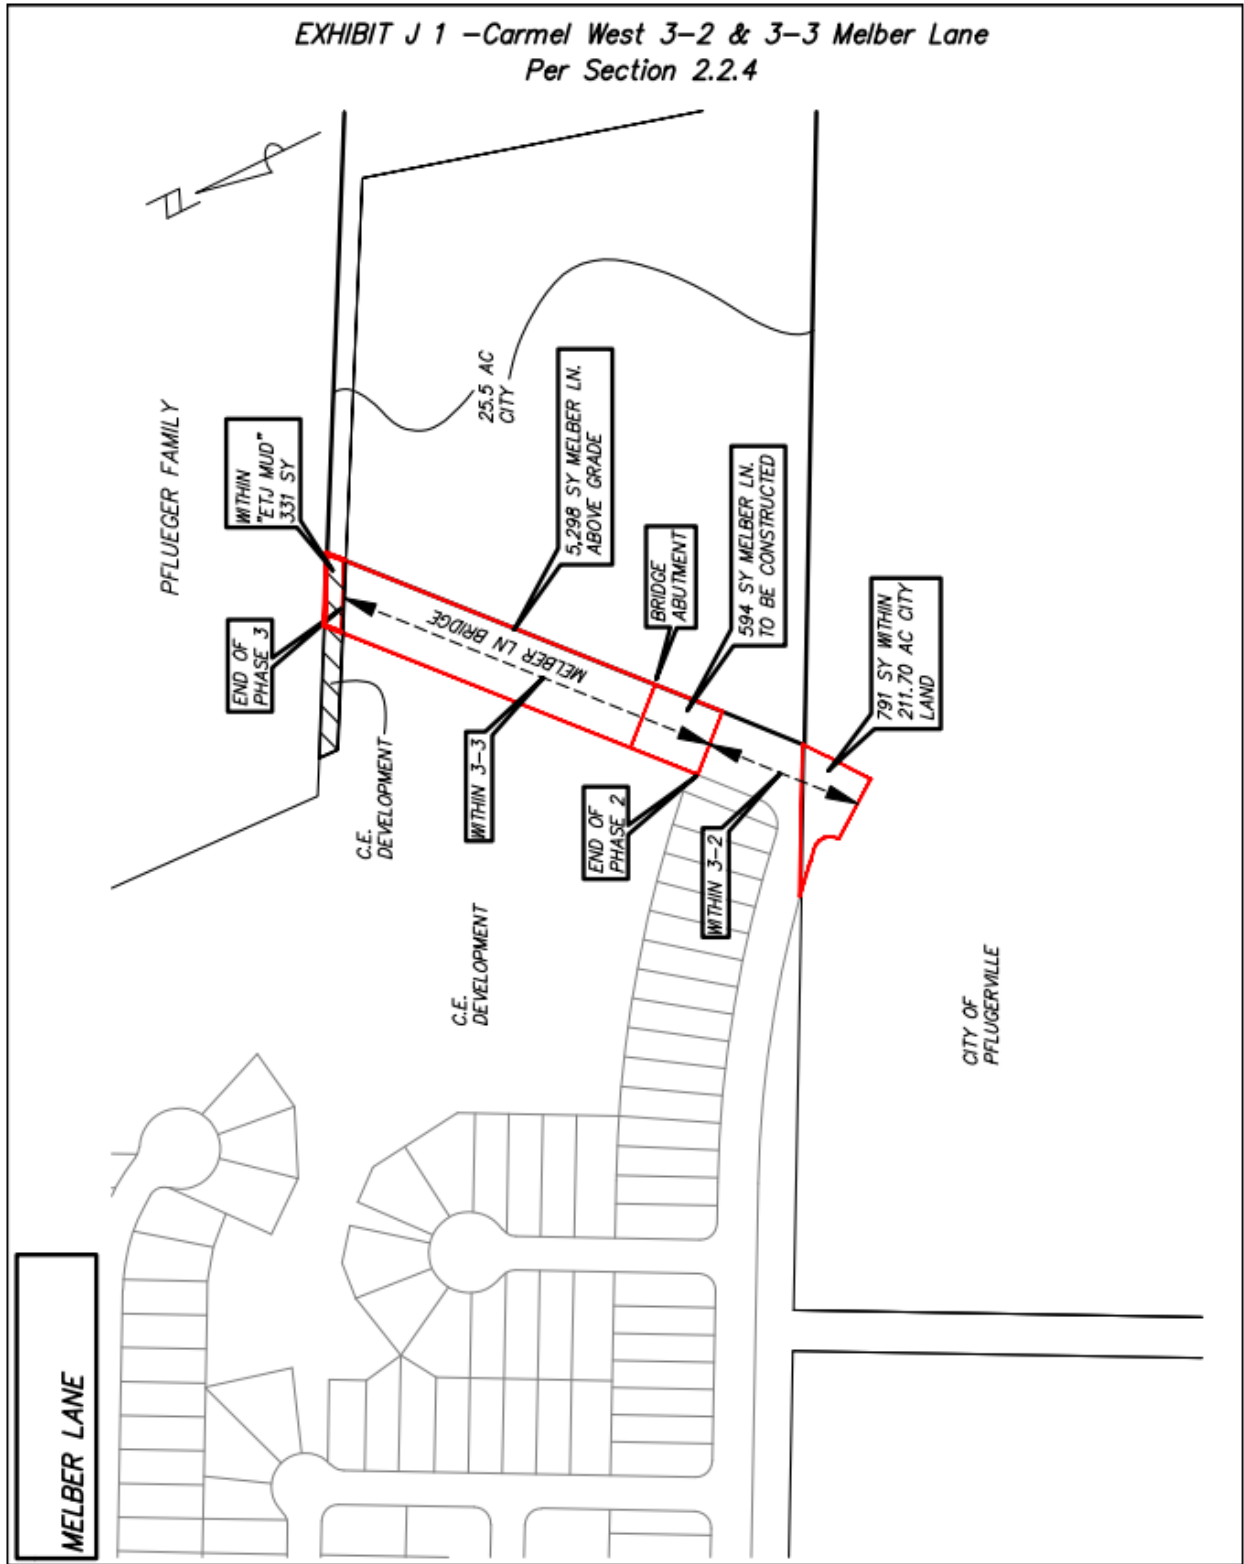 EXHIBIT J 1 -Carmel West 3-2 & 3-3 Melber Lane
Per Section 2.2.4
N
PFLUEGER FAMILY
WITHIN
"ETJ MUD"
331 SY
25.5 AC
CITY
5,298 SY MELBER LN.
ABOVE GRADE
END OF
PHASE 3
MELBER LN BRIDGE
BRIDGE
ABUTMENT
594 SY MELBER LN.
TO BE CONSTRUCTED
791 SY WITHIN
211.70 AC CITY
LAND
C.E.
DEVELOPMENT
WITHIN 3-3
END OF
PHASE 2
WITHIN 3-2
C.E.
DEVELOPMENT
CITY OF
PFLUGERVILLE
MELBER LANE